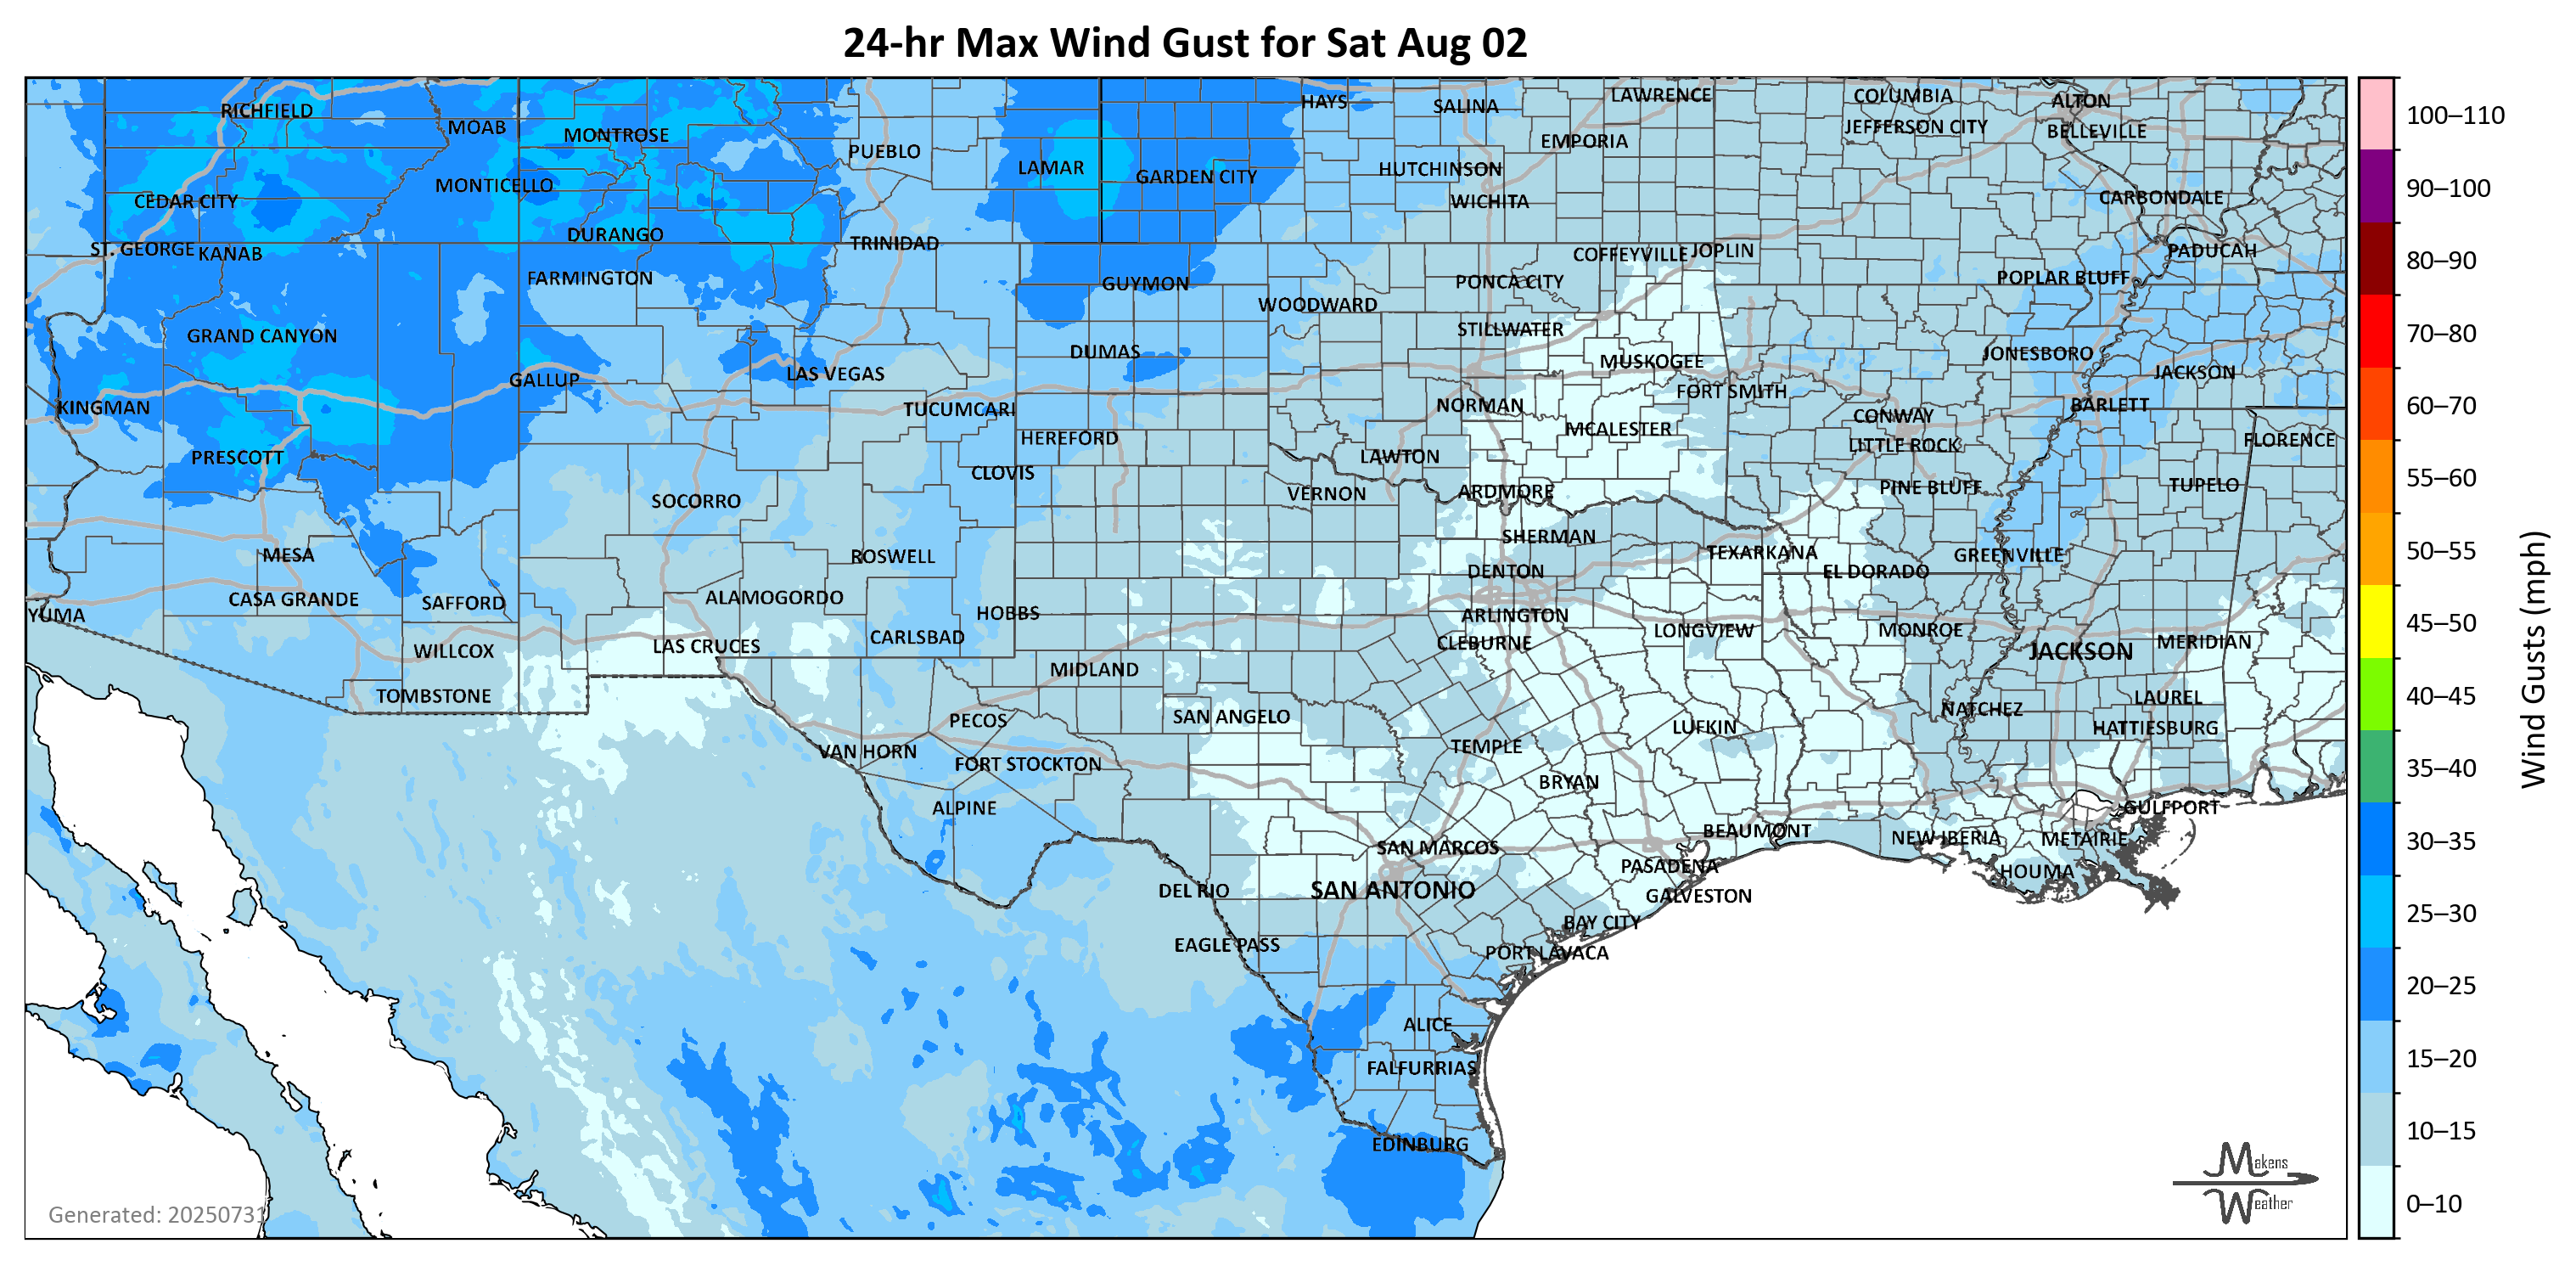 24-hr Max Wind Gust for Sat Aug 02
RICHFIELD
MOAB
MONTROSE
PUEBLO
LAMAR
GARDEN CITY
HAYS
SALINA
LAWRENCE
EMPORIA
HUTCHINSON
WICHITA
COLUMBIA
JEFFERSON CITY
ALTON
BELLEVILLE
CARBONDALE
MONTICELLO
CEDAR CITY
DURANGO
TRINIDAD
ST. GEORGE
KANAB
FARMINGTON
GUYMON
WOODWARD
PONCA CITY
COFFEYVILLE
JOPLIN
POPLAR BLUFF
PADUCAH
GRAND CANYON
STILLWATER
DUMAS
MUSKOGEE
JONESBORO
GALLUP
LAS VEGAS
JACKSON
FORT SMITH
KINGMAN
TUCUMCARI
NORMAN
BARLETT
CONWAY
MCALESTER
HEREFORD
LITTLE ROCK
FLORENCE
PRESCOTT
CLOVIS
LAWTON
VERNON
ARDMORE
PINE BLUFF
TUPELO
SOCORRO
SHERMAN
MESA
ROSWELL
TEXARKANA
GREENVILLE
DENTON
EL DORADO
CASA GRANDE
SAFFORD
ALAMOGORDO
YUMA
HOBBS
ARLINGTON
CARLSBAD
LONGVIEW
MONROE
CLEBURNE
LAS CRUCES
WILLCOX
JACKSON
MERIDIAN
MIDLAND
TOMBSTONE
LAUREL
NATCHEZ
PECOS
SAN ANGELO
LUFKIN
HATTIESBURG
TEMPLE
VAN HORN
FORT STOCKTON
BRYAN
ALPINE
GULFPORT
BEAUMONT
NEW IBERIA
METAIRIE
SAN MARCOS
PASADENA
HOUMA
DEL RIO
SAN ANTONIO
GALVESTON
BAY CITY
EAGLE PASS
PORT LAVACA
ALICE
FALFURRIAS
EDINBURG
Generated: 20250731
Makens
Weather
100–110
90–100
80–90
70–80
60–70
55–60
50–55
45–50
40–45
35–40
30–35
25–30
20–25
15–20
10–15
0–10
Wind Gusts (mph)